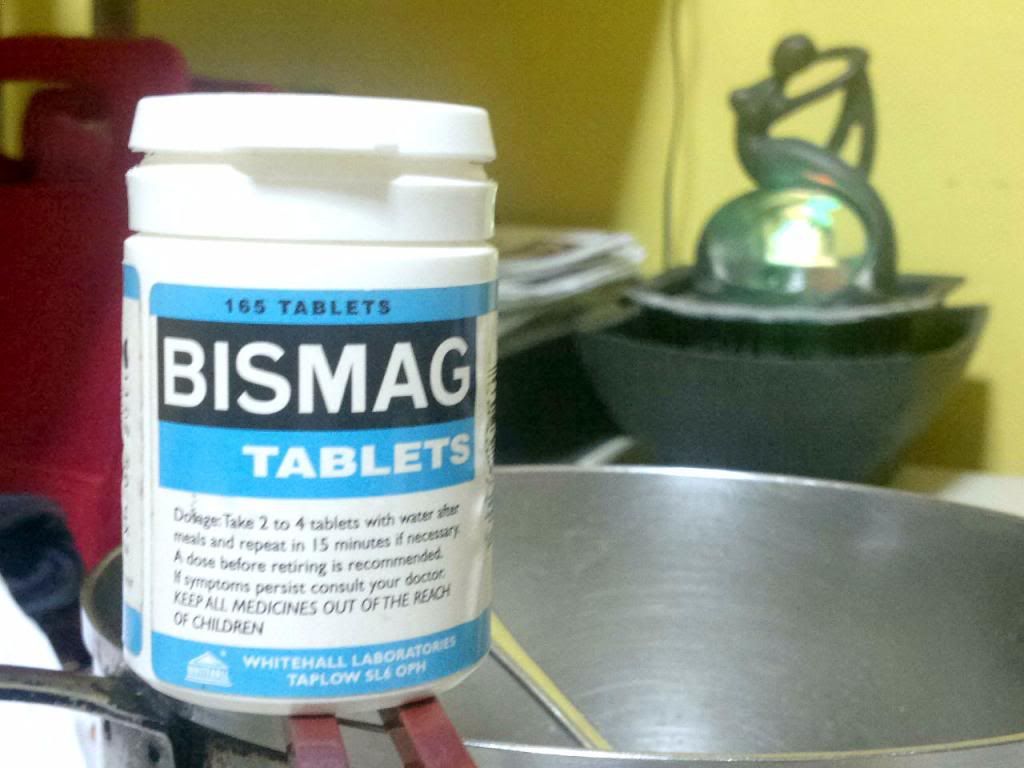 165 TABLETS
BISMAG
TABLETS
Dosage: Take 2 to 4 tablets with water after
meals and repeat in 15 minutes if necessary.
A dose before retiring is recommended.
If symptoms persist consult your doctor.
KEEP ALL MEDICINES OUT OF THE REACH
OF CHILDREN
WHITEHALL LABORATORIES
TAPLOW SL6 OPH